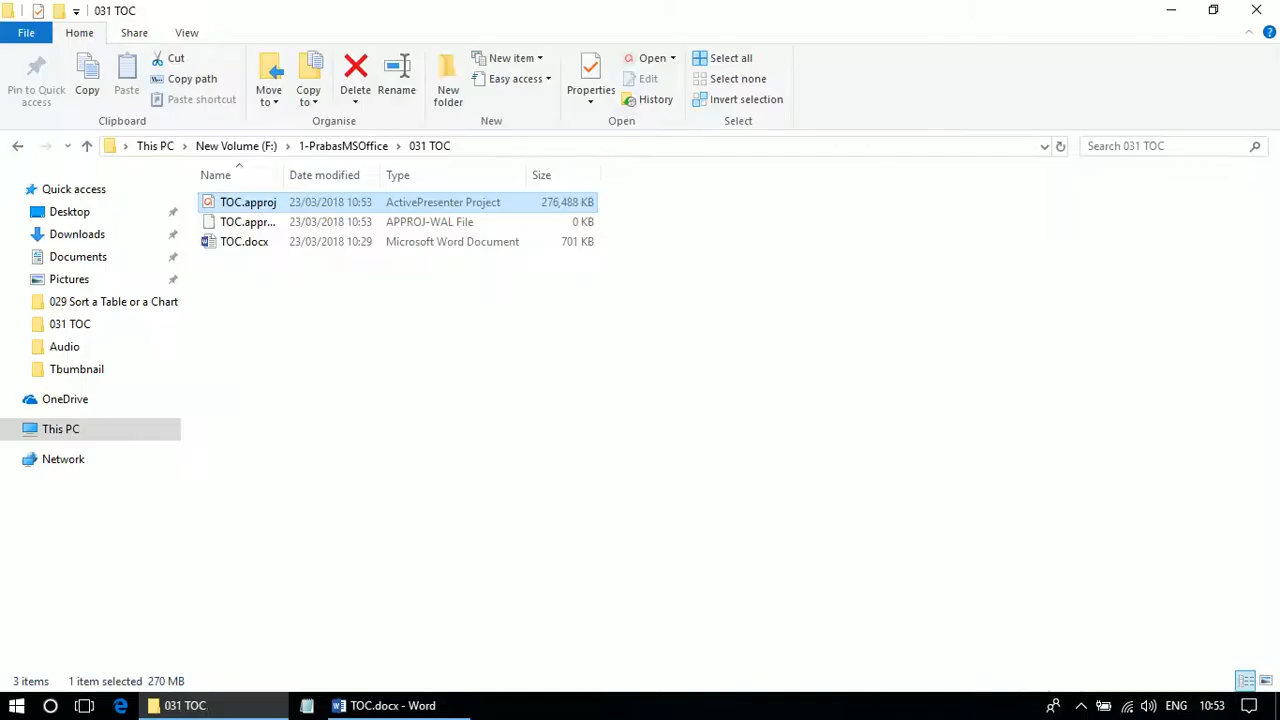 031 TOC
File Home Share View
Pin to Quick access
Copy
Paste
Cut
Copy path
Paste shortcut
Clipboard
Move to
Copy to
Delete
Rename
Organise
New folder
New item
Easy access
New
Properties
Open
Edit
History
Open
Select all
Select none
Invert selection
Select
This PC New Volume (F:) 1-PrabasMSOffice 031 TOC
Search 031 TOC
Name Date modified Type Size
TOC.approj 23/03/2018 10:53 ActivePresenter Project 276,488 KB
TOC.appr... 23/03/2018 10:53 APPROJ-WAL File 0 KB
TOC.docx 23/03/2018 10:29 Microsoft Word Document 701 KB
Quick access
Desktop
Downloads
Documents
Pictures
029 Sort a Table or a Chart
031 TOC
Audio
Tbumbnail
OneDrive
This PC
Network
3 items 1 item selected 270 MB
031 TOC TOC.docx - Word ENG 10:53